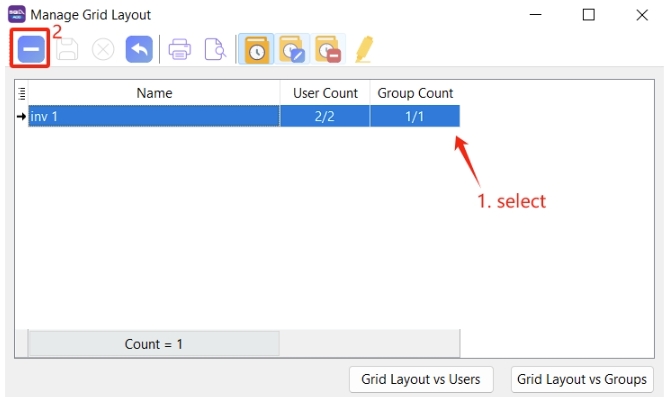 Manage Grid Layout
2
Name User Count Group Count
inv 1 2/2 1/1
1. select
Count = 1
Grid Layout vs Users Grid Layout vs Groups